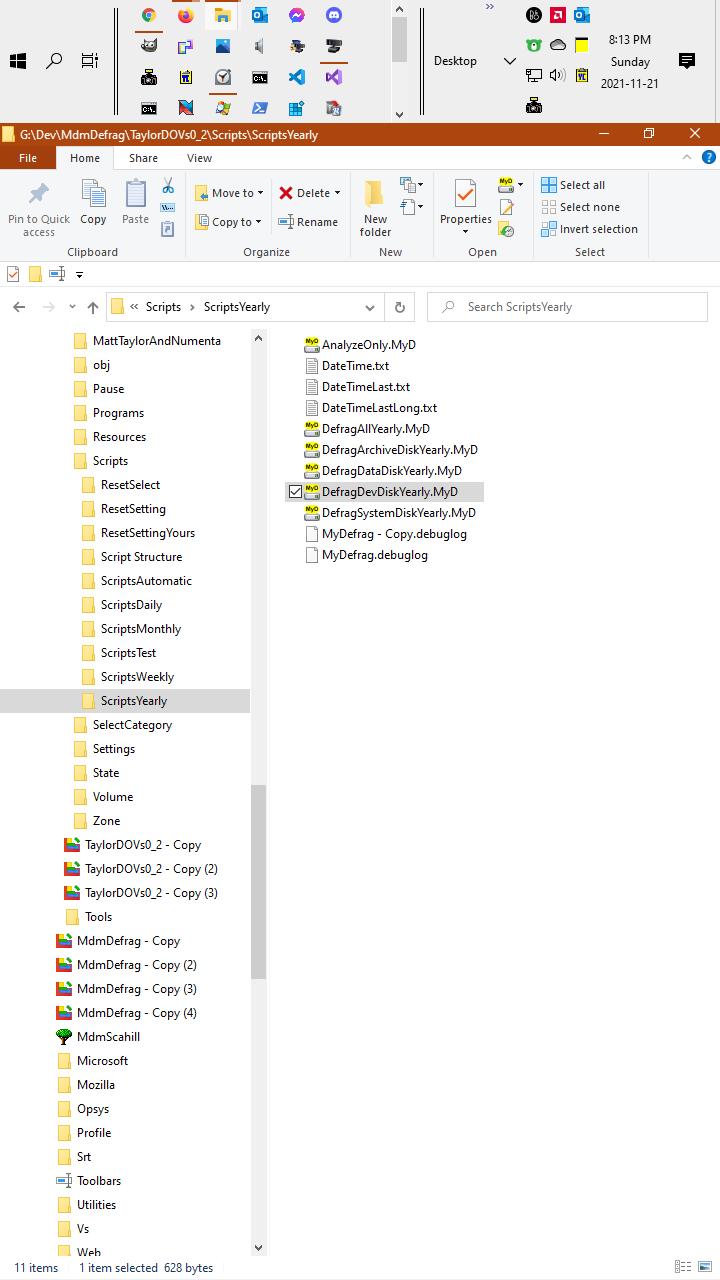 8:13 PM
Desktop
Sunday
2021-11-21
G:\Dev\MdmDefrag\TaylorDOVs0_2\Scripts\ScriptsYearly
File Home Share View
Pin to Quick access
Copy
Paste
Move to
Copy to
Delete
Rename
New folder
Properties
Select all
Select none
Invert selection
Clipboard Organize New Open Select
« Scripts > ScriptsYearly
Search ScriptsYearly
MattTaylorAndNumenta
obj
Pause
Programs
Resources
Scripts
ResetSelect
ResetSetting
ResetSettingYours
Script Structure
ScriptsAutomatic
ScriptsDaily
ScriptsMonthly
ScriptsTest
ScriptsWeekly
ScriptsYearly
SelectCategory
Settings
State
Volume
Zone
TaylorDOVs0_2 - Copy
TaylorDOVs0_2 - Copy (2)
TaylorDOVs0_2 - Copy (3)
Tools
MdmDefrag - Copy
MdmDefrag - Copy (2)
MdmDefrag - Copy (3)
MdmDefrag - Copy (4)
MdmScahill
Microsoft
Mozilla
Opsys
Profile
Srt
Toolbars
Utilities
Vs
Web
AnalyzeOnly.MyD
DateTime.txt
DateTimeLast.txt
DateTimeLastLong.txt
DefragAllYearly.MyD
DefragArchiveDiskYearly.MyD
DefragDataDiskYearly.MyD
DefragDevDiskYearly.MyD
DefragSystemDiskYearly.MyD
MyDefrag - Copy.debuglog
MyDefrag.debuglog
11 items 1 item selected 628 bytes